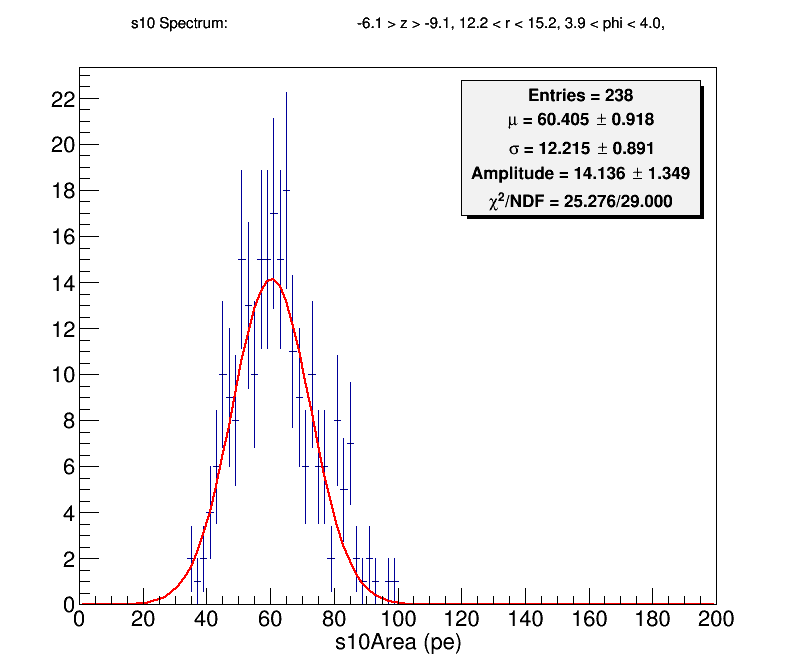 s10 Spectrum: -6.1 > z > -9.1, 12.2 < r < 15.2, 3.9 < phi < 4.0,
Entries = 238
μ = 60.405 ± 0.918
σ = 12.215 ± 0.891
Amplitude = 14.136 ± 1.349
χ²/NDF = 25.276/29.000
22
20
18
16
14
12
10
8
6
4
2
0
0 20 40 60 80 100 120 140 160 180 200
s10Area (pe)